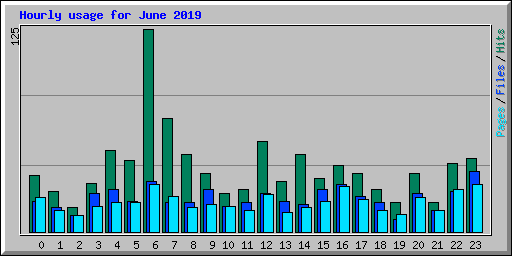 Hourly usage for June 2019
125
Pages/Files/Hits
0 1 2 3 4 5 6 7 8 9 10 11 12 13 14 15 16 17 18 19 20 21 22 23